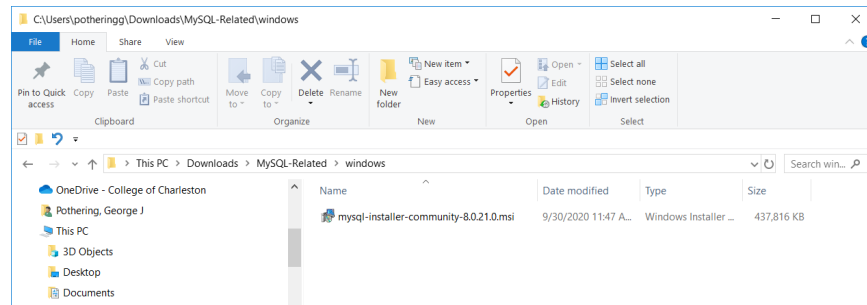 C:\Users\potheringg\Downloads\MySQL-Related\windows
File Home Share View
Pin to Quick access
Copy
Paste
Cut
Copy path
Paste shortcut
Clipboard
Move to
Copy to
Delete
Rename
Organize
New folder
New item
Easy access
New
Properties
Open
Edit
History
Open
Select all
Select none
Invert selection
Select
This PC > Downloads > MySQL-Related > windows
Search win...
OneDrive - College of Charleston
Pothering, George J
This PC
3D Objects
Desktop
Documents
Name Date modified Type Size
mysql-installer-community-8.0.21.0.msi 9/30/2020 11:47 A... Windows Installer ... 437,816 KB